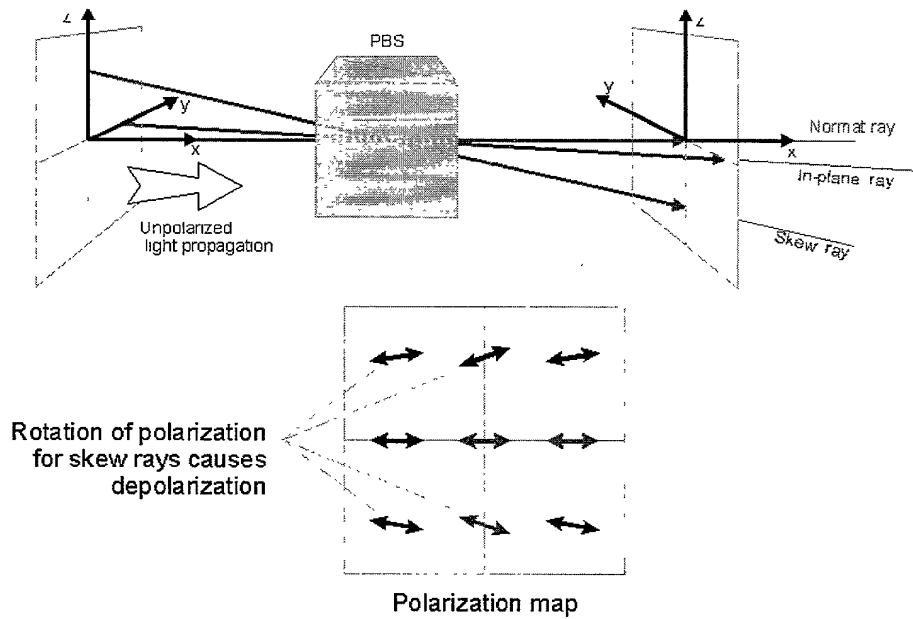 z
z
PBS
y
y
x
Normal ray
x
In-plane ray
Unpolarized
light propagation
Skew ray
Rotation of polarization
for skew rays causes
depolarization
Polarization map